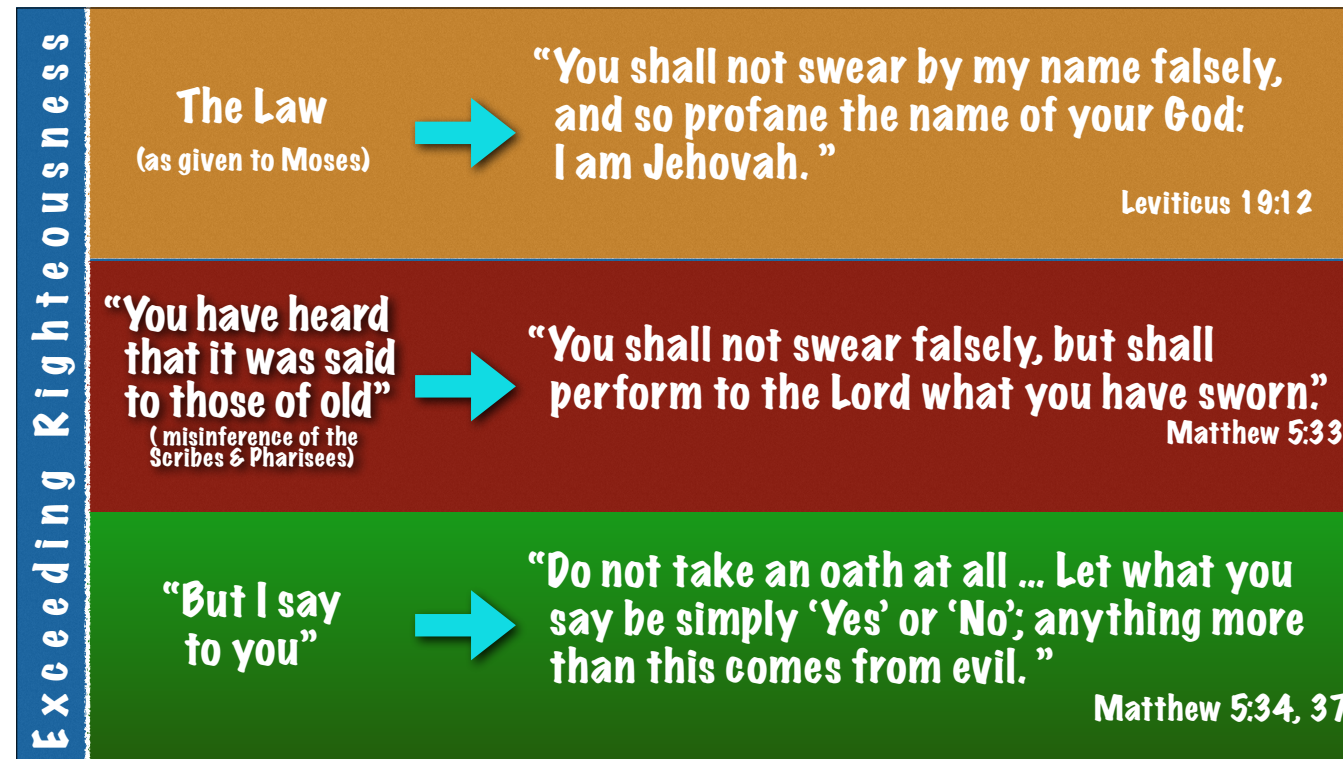 Exceeding Righteousness
The Law
(as given to Moses)
“You shall not swear by my name falsely,
and so profane the name of your God:
I am Jehovah. ”
Leviticus 19:12
“You have heard
that it was said
to those of old”
( misinference of the
Scribes & Pharisees)
“You shall not swear falsely, but shall
perform to the Lord what you have sworn.”
Matthew 5:33
“But I say
to you”
“Do not take an oath at all ... Let what you
say be simply ‘Yes’ or ‘No’; anything more
than this comes from evil. ”
Matthew 5:34, 37